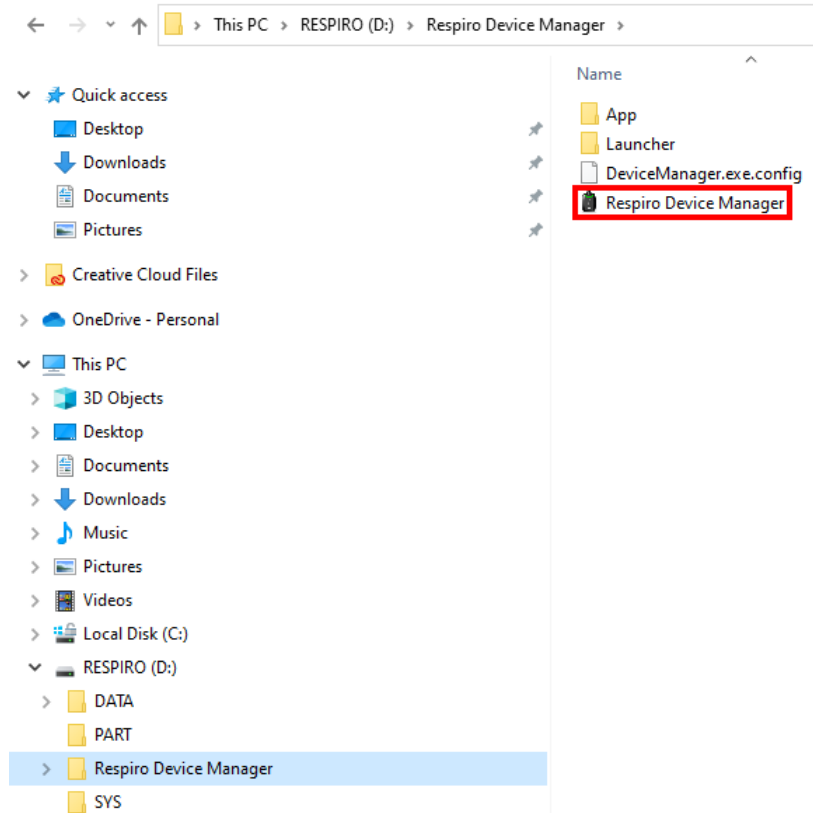 This PC > RESPIRO (D:) > Respiro Device Manager >
Quick access
Desktop
Downloads
Documents
Pictures
Creative Cloud Files
OneDrive - Personal
This PC
3D Objects
Desktop
Documents
Downloads
Music
Pictures
Videos
Local Disk (C:)
RESPIRO (D:)
DATA
PART
Respiro Device Manager
SYS
Name
App
Launcher
DeviceManager.exe.config
Respiro Device Manager